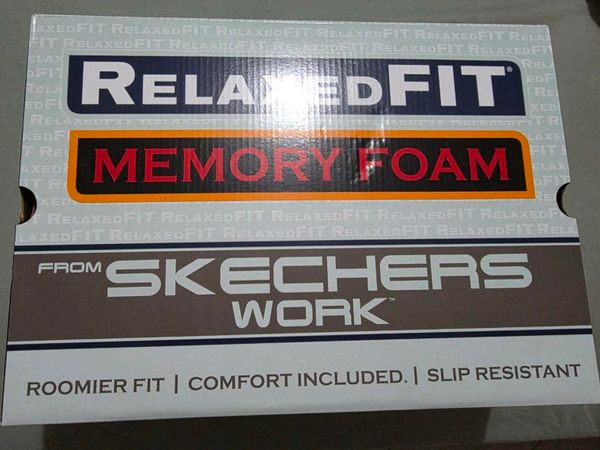 RELAXEDFIT®
MEMORY FOAM
FROM SKECHERS
WORK™
ROOMIER FIT | COMFORT INCLUDED. | SLIP RESISTANT